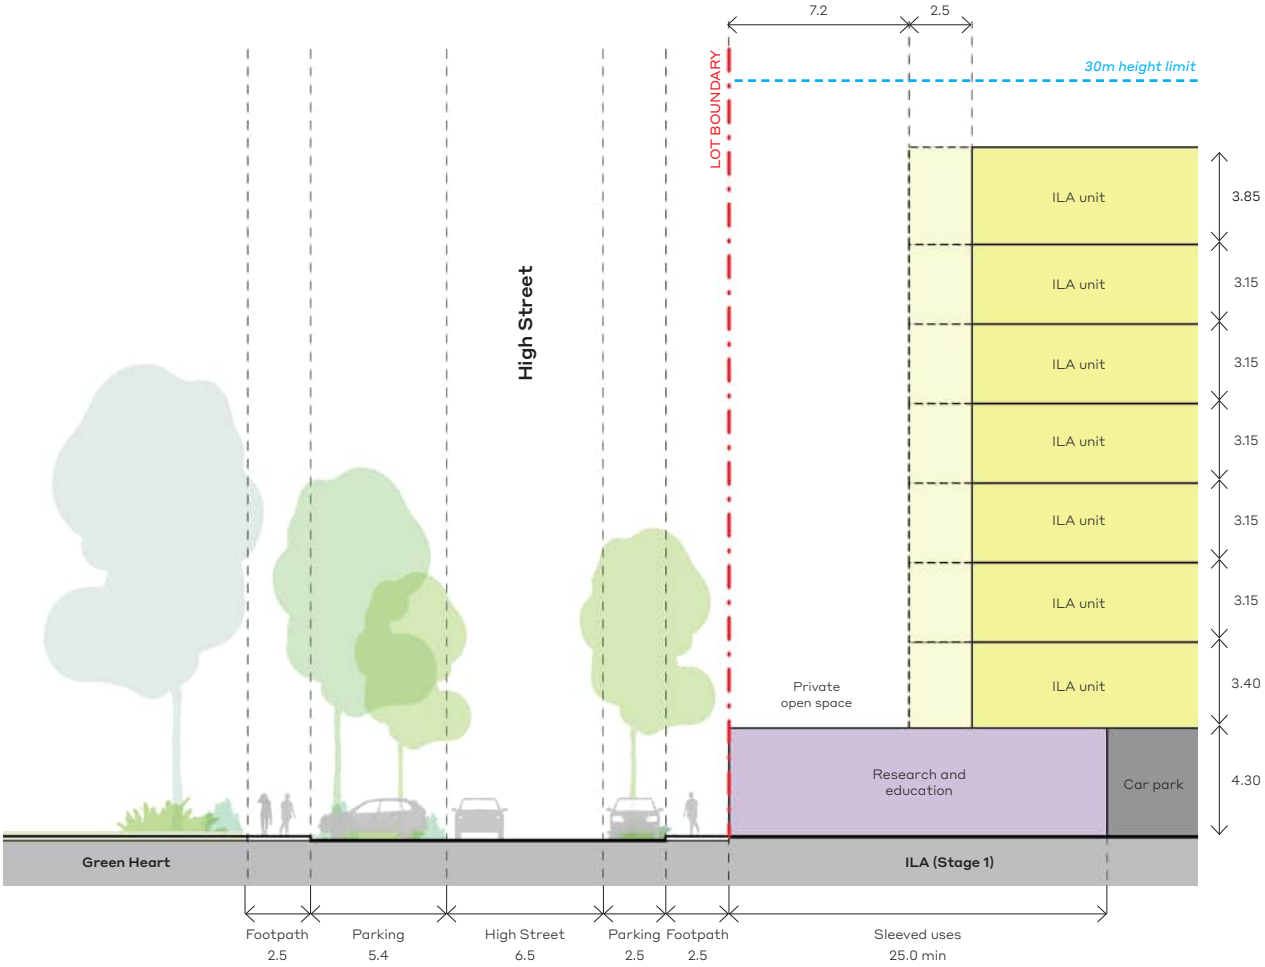 7.2
2.5
LOT BOUNDARY
30m height limit
High Street
ILA unit
3.85
ILA unit
3.15
ILA unit
3.15
ILA unit
3.15
ILA unit
3.15
ILA unit
3.15
ILA unit
3.40
Private
open space
Research and
education
Car park
4.30
Green Heart
ILA (Stage 1)
Footpath
2.5
Parking
5.4
High Street
6.5
Parking
2.5
Footpath
2.5
Sleeved uses
25.0 min